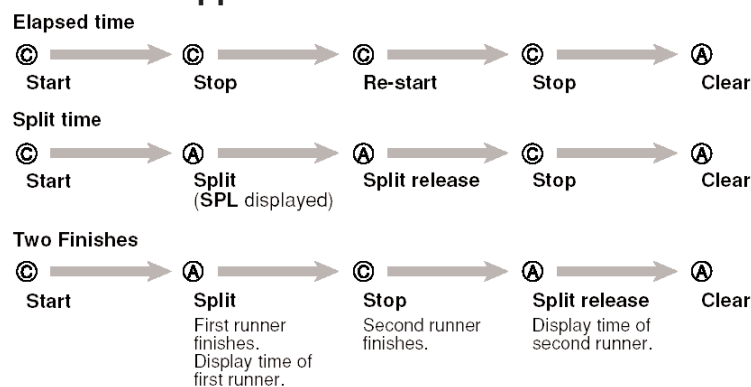 Elapsed time
Ⓒ Ⓒ Ⓒ Ⓒ Ⓐ
Start Stop Re-start Stop Clear
Split time
Ⓒ Ⓐ Ⓐ Ⓒ Ⓐ
Start Split Split release Stop Clear
(SPL displayed)
Two Finishes
Ⓒ Ⓐ Ⓒ Ⓐ Ⓐ
Start Split Stop Split release Clear
First runner Second runner Display time of
finishes. finishes. second runner.
Display time of
first runner.